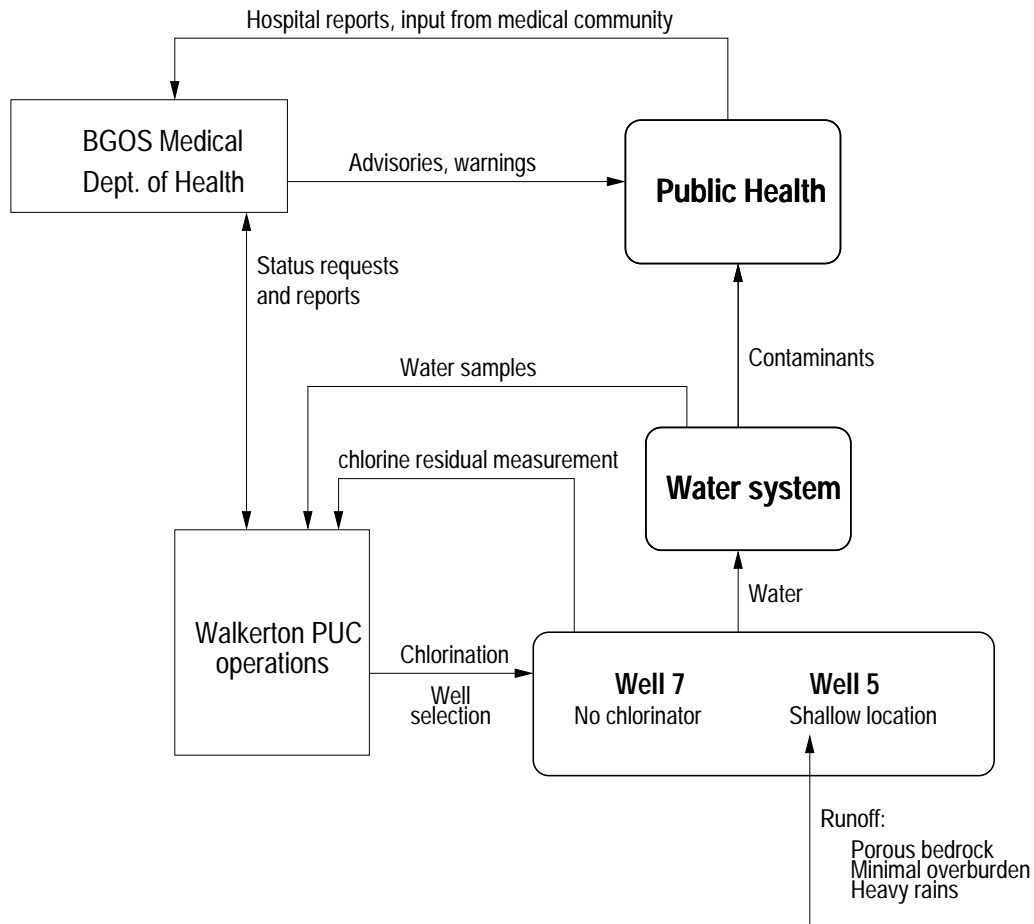 Hospital reports, input from medical community
BGOS Medical
Dept. of Health
Advisories, warnings
Public Health
Status requests
and reports
Contaminants
Water samples
chlorine residual measurement
Water system
Water
Walkerton PUC
operations
Chlorination
Well
selection
Well 7
No chlorinator
Well 5
Shallow location
Runoff:
Porous bedrock
Minimal overburden
Heavy rains